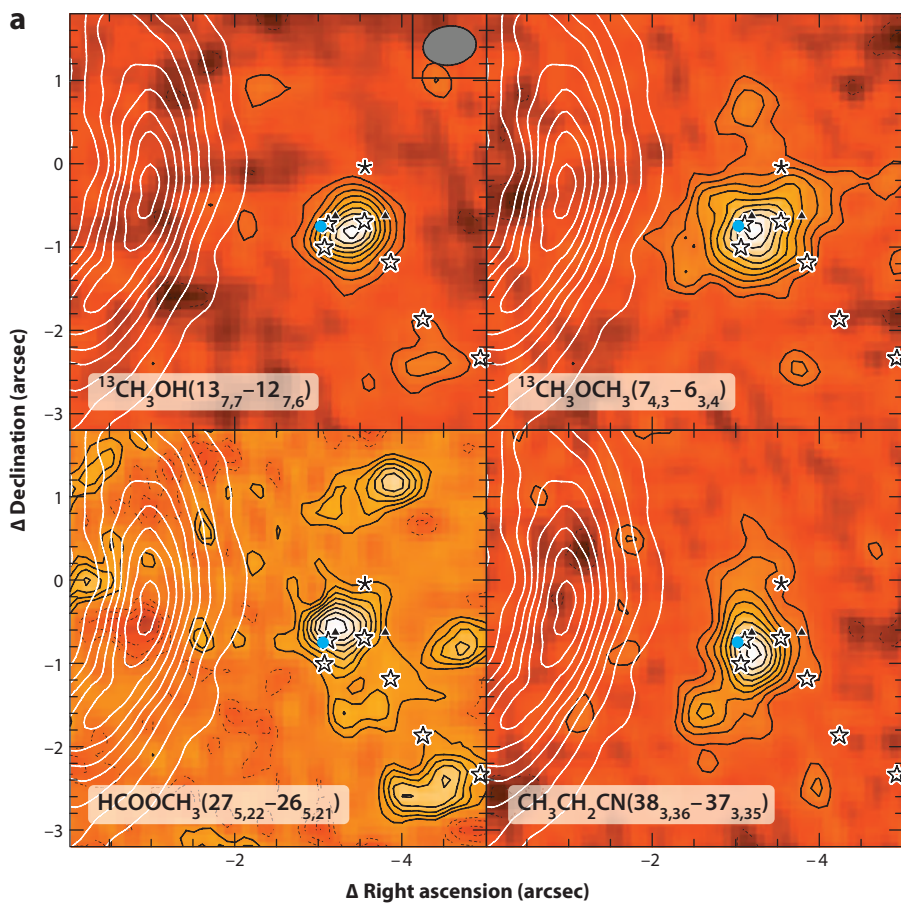 a
1
0
−1
−2
−3
¹³CH₃OH(13₇,₇–12₇,₆)
¹³CH₃OCH₃(7₄,₃–6₃,₄)
1
0
−1
−2
−3
HCOOCH₃(27₅,₂₂–26₅,₂₁)
CH₃CH₂CN(38₃,₃₆–37₃,₃₅)
−2
−4
−2
−4
Δ Declination (arcsec)
Δ Right ascension (arcsec)